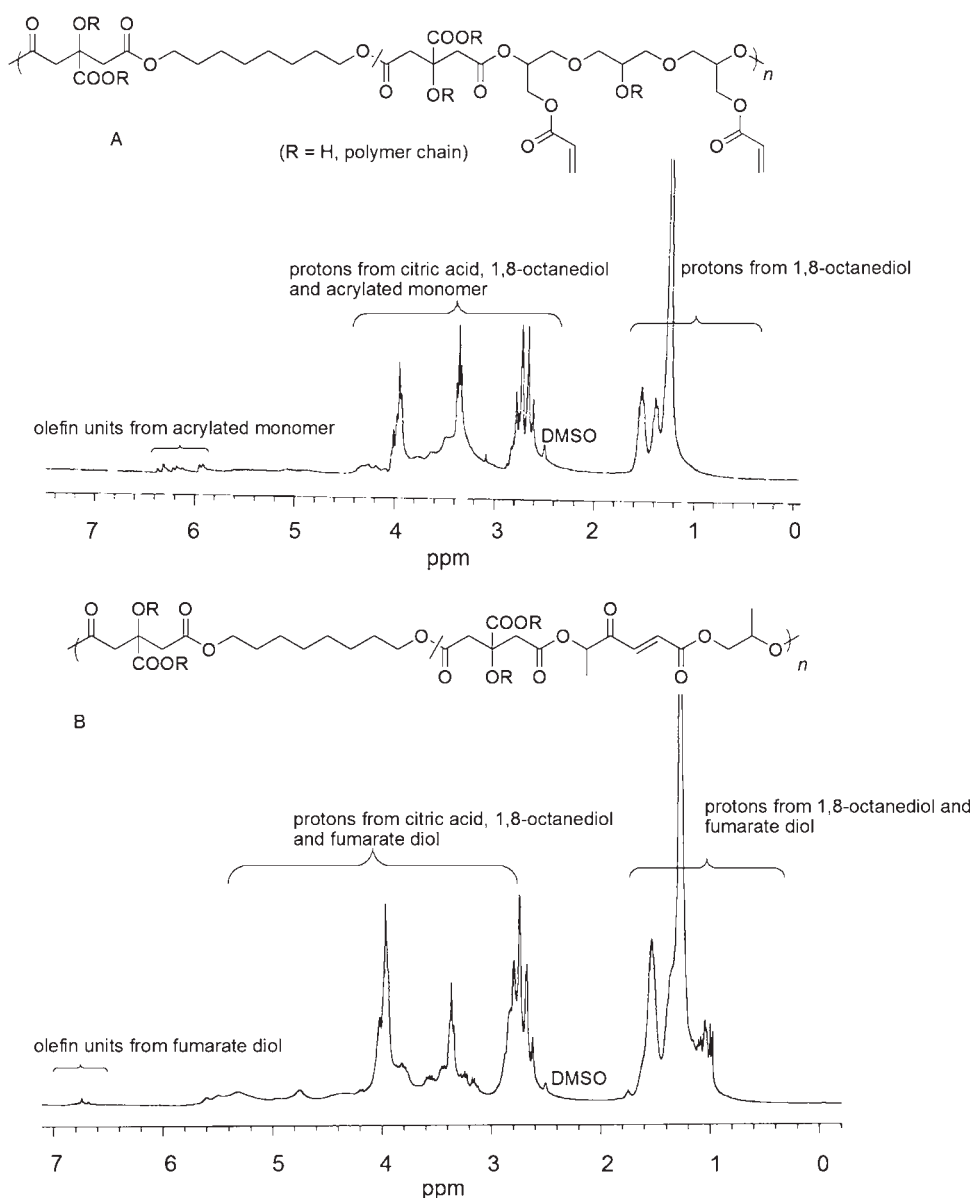 O OR O COOR O O O O
O COOR OR O O OR O n
O O
A (R = H, polymer chain)
protons from citric acid, 1,8-octanediol
and acrylated monomer
protons from 1,8-octanediol
olefin units from acrylated monomer
DMSO
7 6 5 4 3 2 1 0
ppm
O OR O COOR O
O O O O O n
COOR O OR O O
B
protons from citric acid, 1,8-octanediol
and fumarate diol
protons from 1,8-octanediol and
fumarate diol
olefin units from fumarate diol
DMSO
7 6 5 4 3 2 1 0
ppm